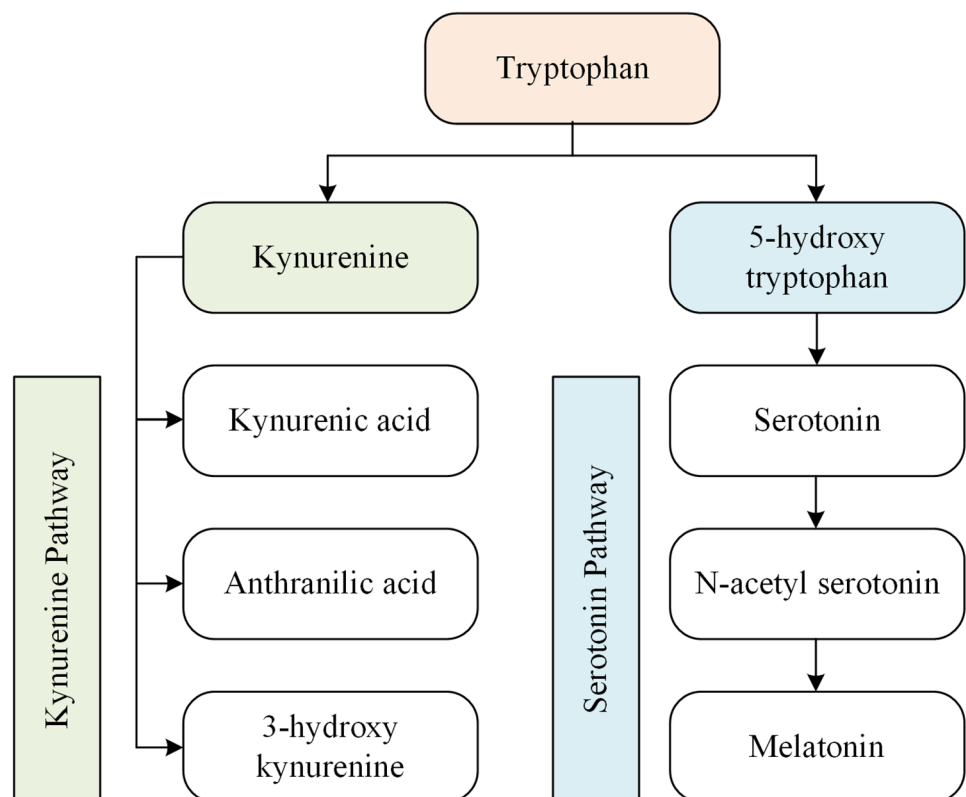 Tryptophan
Kynurenine
5-hydroxy
tryptophan
Kynurenic acid
Serotonin
Anthranilic acid
N-acetyl serotonin
3-hydroxy
kynurenine
Melatonin
Kynurenine Pathway
Serotonin Pathway